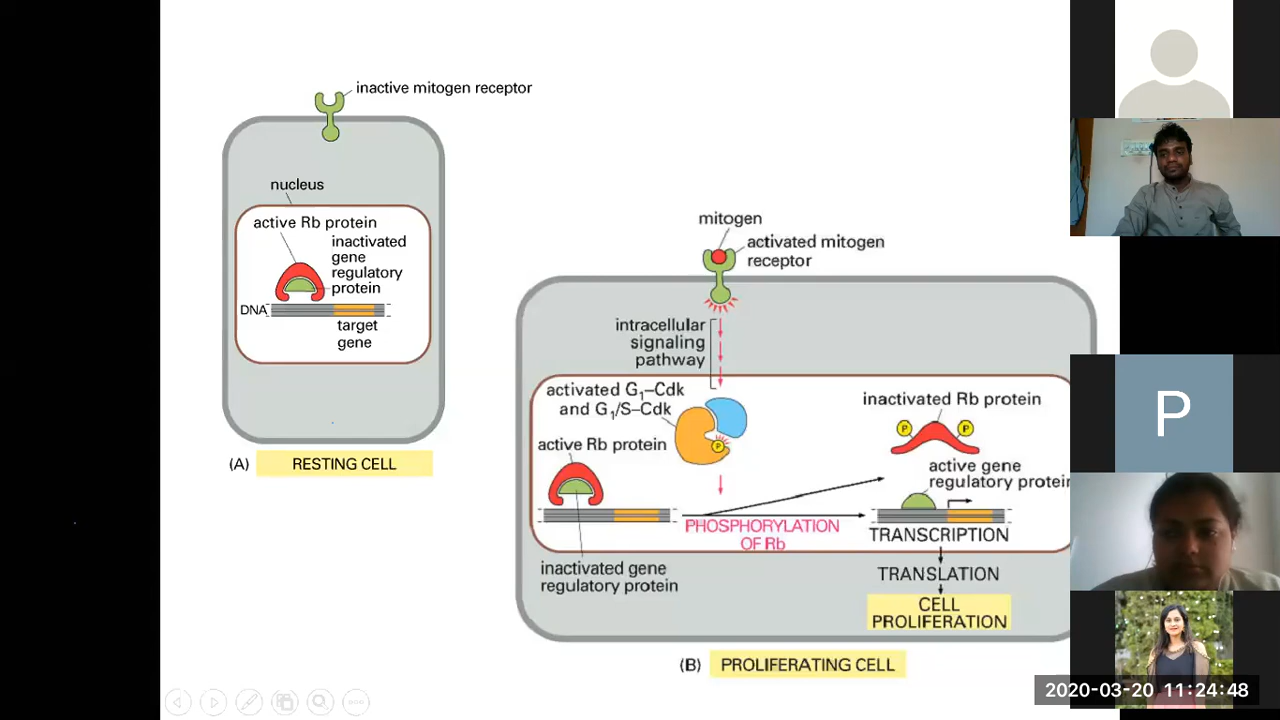 inactive mitogen receptor
nucleus
active Rb protein
inactivated
gene
regulatory
protein
DNA
target
gene
(A) RESTING CELL
mitogen
activated mitogen
receptor
intracellular
signaling
pathway
activated G₁–Cdk
and G₁/S–Cdk
P
active Rb protein
inactivated gene
regulatory protein
PHOSPHORYLATION
OF Rb
inactivated Rb protein
P P
active gene
regulatory protein
TRANSCRIPTION
TRANSLATION
CELL
PROLIFERATION
(B) PROLIFERATING CELL
P
2020-03-20 11:24:48